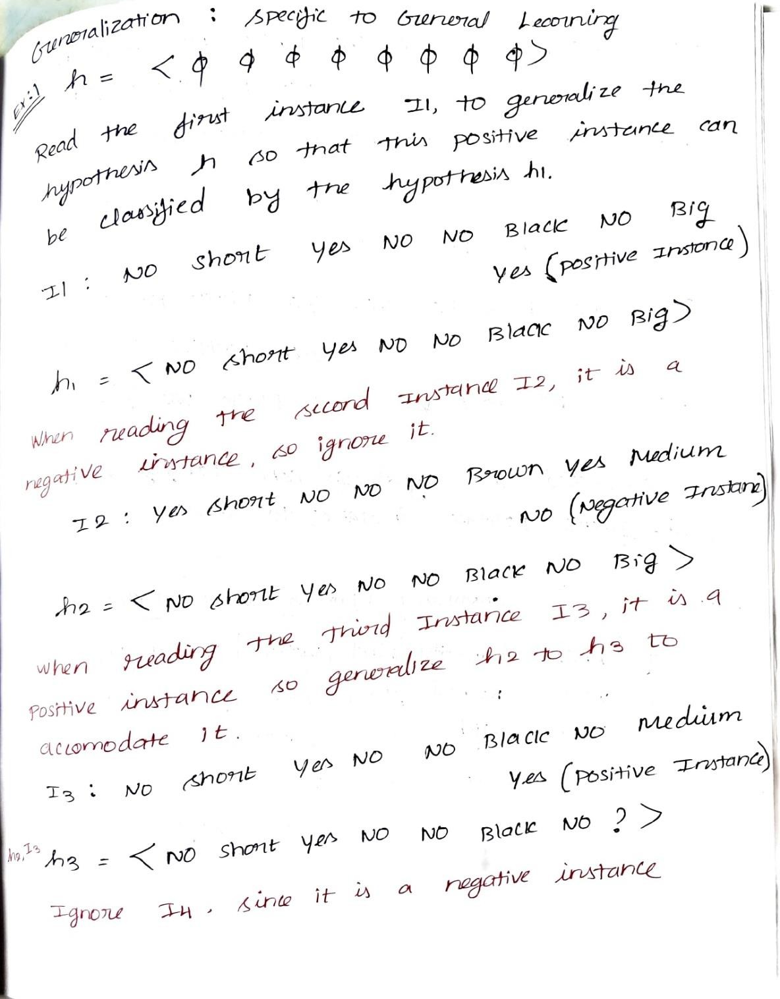 Generalization : specific to General Learning
Ex:1 h = < ϕ ϕ ϕ ϕ ϕ ϕ ϕ ϕ >
Read the first instance I1, to generalize the
hypothesis h so that this positive instance can
be classified by the hypothesis h1.
I1 : NO short yes NO NO Black NO Big
yes (positive Instance)
h1 = < NO short yes NO NO Black NO Big>
When reading the second Instance I2, it is a
negative instance, so ignore it.
I2 : yes short NO NO NO Brown yes Medium
NO (Negative Instane)
h2 = < NO short yes NO NO Black NO Big >
when reading the third Instance I3, it is a
positive instance so generalize h2 to h3 to
accomodate it.
I3 : NO short yes NO NO Black NO medium
yes (Positive Instance)
h2, I3 h3 = < NO short yes NO NO Black NO ? >
Ignore I4, since it is a negative instance